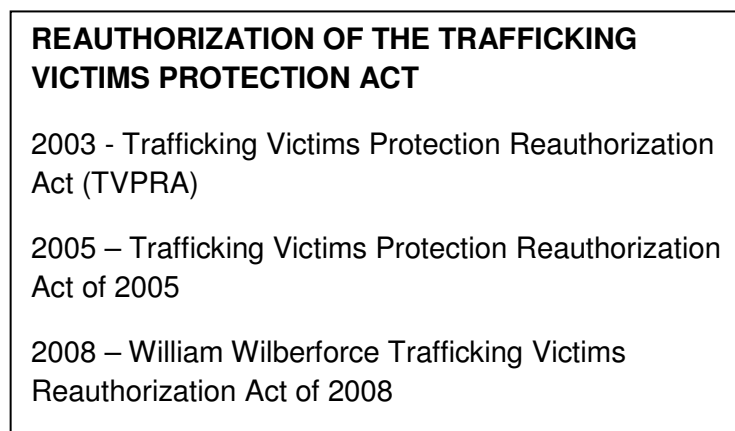 REAUTHORIZATION OF THE TRAFFICKING
VICTIMS PROTECTION ACT
2003 - Trafficking Victims Protection Reauthorization
Act (TVPRA)
2005 – Trafficking Victims Protection Reauthorization
Act of 2005
2008 – William Wilberforce Trafficking Victims
Reauthorization Act of 2008